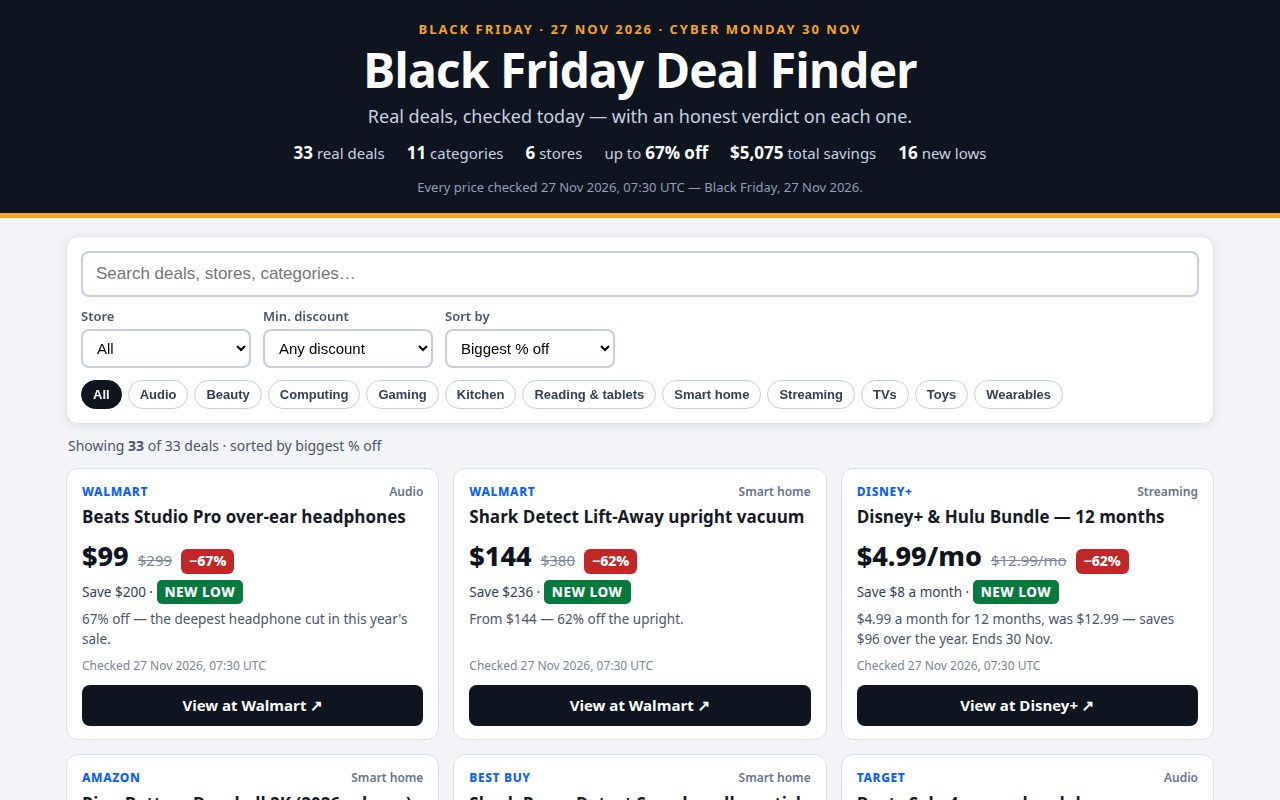 BLACK FRIDAY · 27 NOV 2026 · CYBER MONDAY 30 NOV
Black Friday Deal Finder
Real deals, checked today — with an honest verdict on each one.
33 real deals 11 categories 6 stores up to 67% off $5,075 total savings 16 new lows
Every price checked 27 Nov 2026, 07:30 UTC — Black Friday, 27 Nov 2026.
Search deals, stores, categories…
Store Min. discount Sort by
All Any discount Biggest % off
All Audio Beauty Computing Gaming Kitchen Reading & tablets Smart home Streaming TVs Toys Wearables
Showing 33 of 33 deals · sorted by biggest % off
WALMART Audio
Beats Studio Pro over-ear headphones
$99 $299 −67%
Save $200 · NEW LOW
67% off — the deepest headphone cut in this year's
sale.
Checked 27 Nov 2026, 07:30 UTC
View at Walmart ↗
WALMART Smart home
Shark Detect Lift-Away upright vacuum
$144 $380 −62%
Save $236 · NEW LOW
From $144 — 62% off the upright.
Checked 27 Nov 2026, 07:30 UTC
View at Walmart ↗
DISNEY+ Streaming
Disney+ & Hulu Bundle — 12 months
$4.99/mo $12.99/mo −62%
Save $8 a month · NEW LOW
$4.99 a month for 12 months, was $12.99 — saves
$96 over the year. Ends 30 Nov.
Checked 27 Nov 2026, 07:30 UTC
View at Disney+ ↗
AMAZON Smart home
BEST BUY Smart home
TARGET Audio